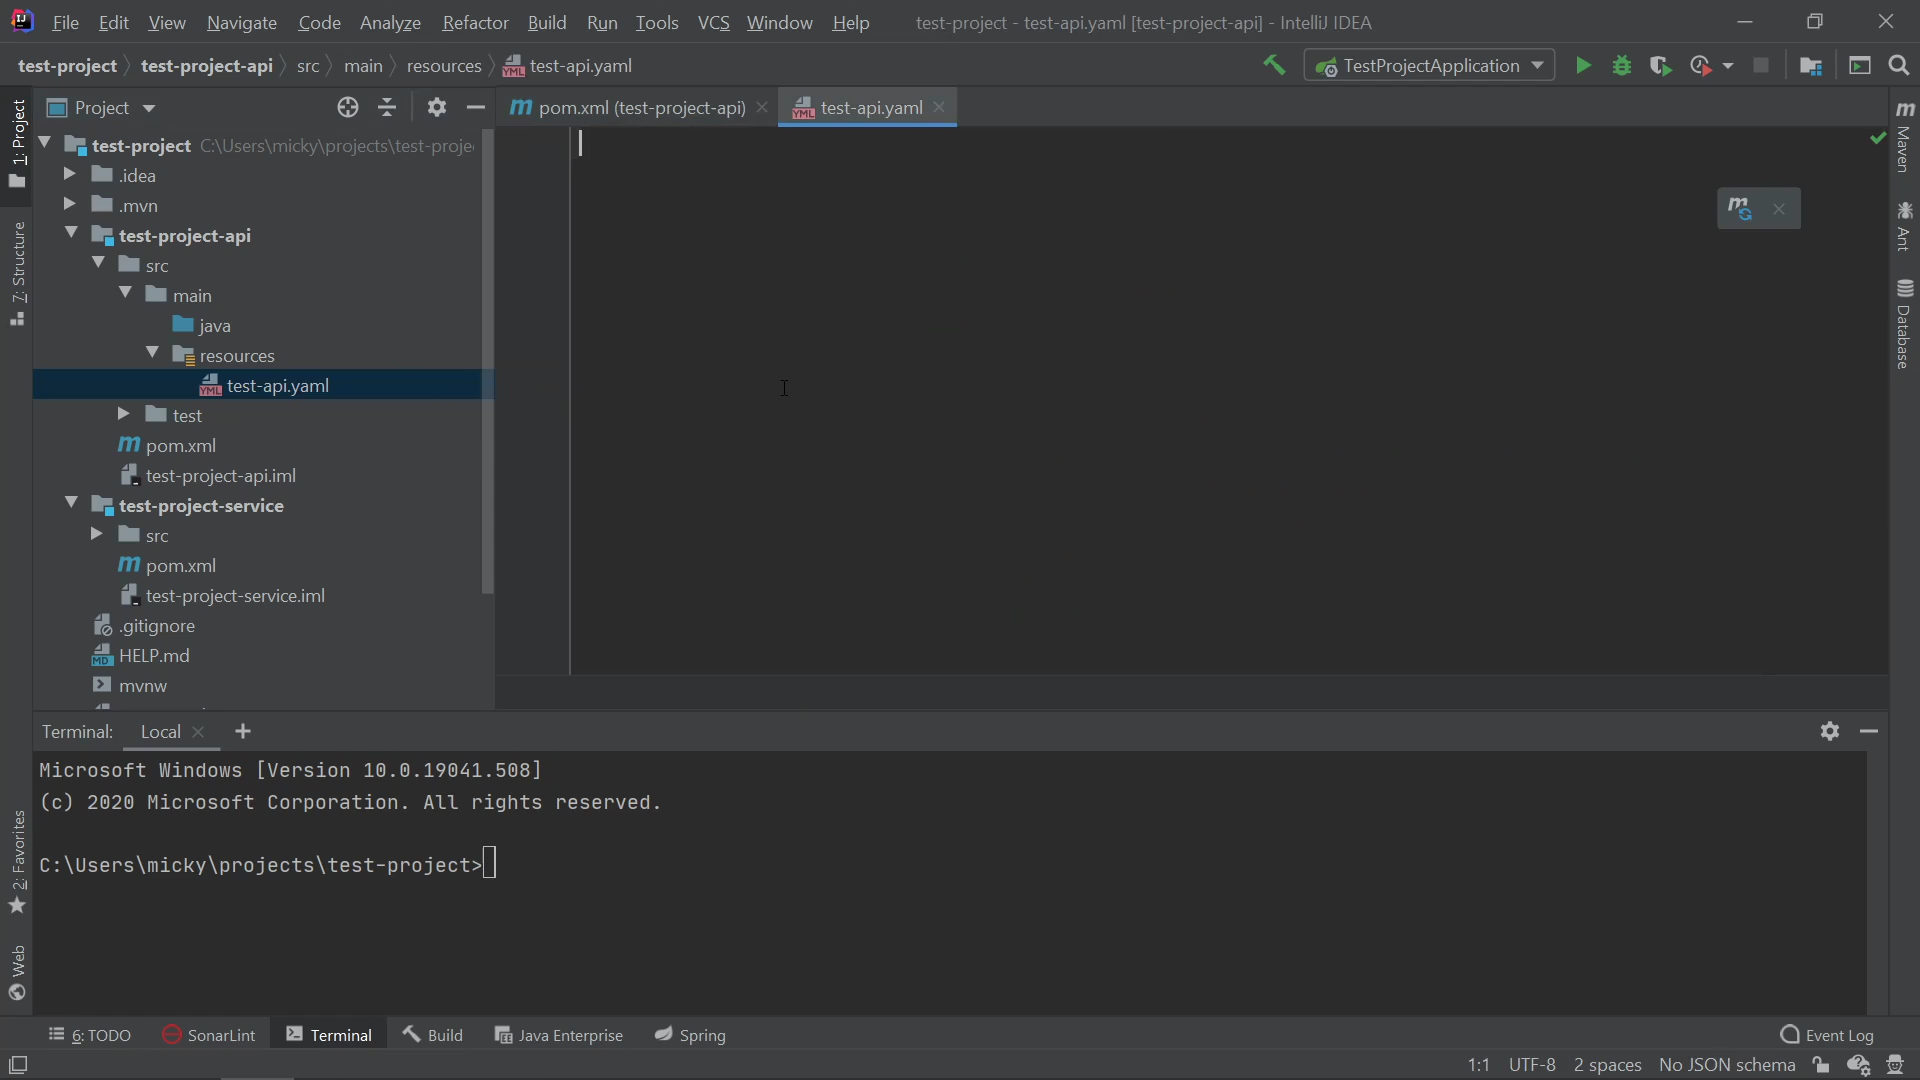 File Edit View Navigate Code Analyze Refactor Build Run Tools VCS Window Help test-project - test-api.yaml [test-project-api] - IntelliJ IDEA
test-project test-project-api src main resources test-api.yaml TestProjectApplication
Project
pom.xml (test-project-api) test-api.yaml
test-project C:\Users\micky\projects\test-proje
.idea
.mvn
test-project-api
src
main
java
resources
test-api.yaml
test
pom.xml
test-project-api.iml
test-project-service
src
pom.xml
test-project-service.iml
.gitignore
HELP.md
mvnw
1: Project
7: Structure
2: Favorites
Web
Maven
Ant
Database
Terminal: Local
Microsoft Windows [Version 10.0.19041.508]
(c) 2020 Microsoft Corporation. All rights reserved.
C:\Users\micky\projects\test-project>
6: TODO SonarLint Terminal Build Java Enterprise Spring Event Log
1:1 UTF-8 2 spaces No JSON schema